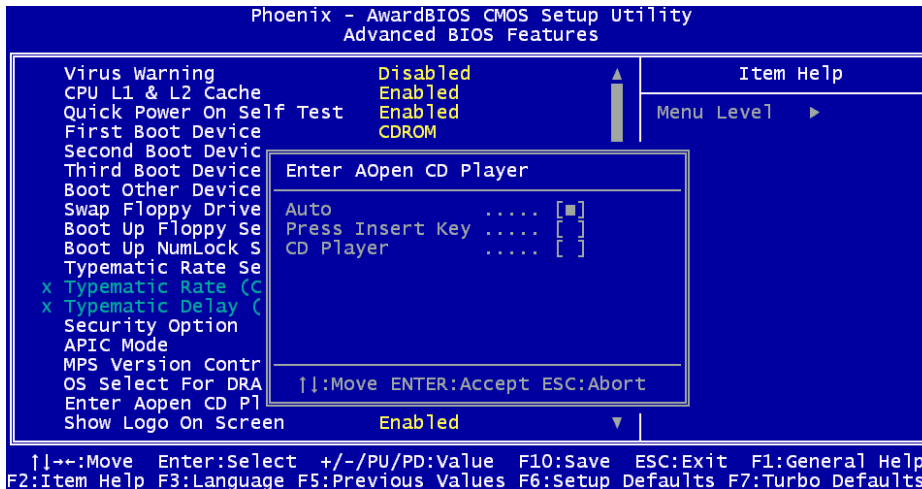 Phoenix - AwardBIOS CMOS Setup Utility
Advanced BIOS Features
Virus Warning Disabled
CPU L1 & L2 Cache Enabled
Quick Power On Self Test Enabled
First Boot Device CDROM
Second Boot Devic
Third Boot Device
Boot Other Device
Swap Floppy Drive
Boot Up Floppy Se
Boot Up NumLock S
Typematic Rate Se
x Typematic Rate (C
x Typematic Delay (
Security Option
APIC Mode
MPS Version Contr
OS Select For DRA
Enter Aopen CD Pl
Show Logo On Screen Enabled
Enter AOpen CD Player
Auto ..... [■]
Press Insert Key ..... [ ]
CD Player ..... [ ]
↑↓:Move ENTER:Accept ESC:Abort
Item Help
Menu Level ▶
↑↓→←:Move Enter:Select +/-/PU/PD:Value F10:Save ESC:Exit F1:General Help
F2:Item Help F3:Language F5:Previous Values F6:Setup Defaults F7:Turbo Defaults